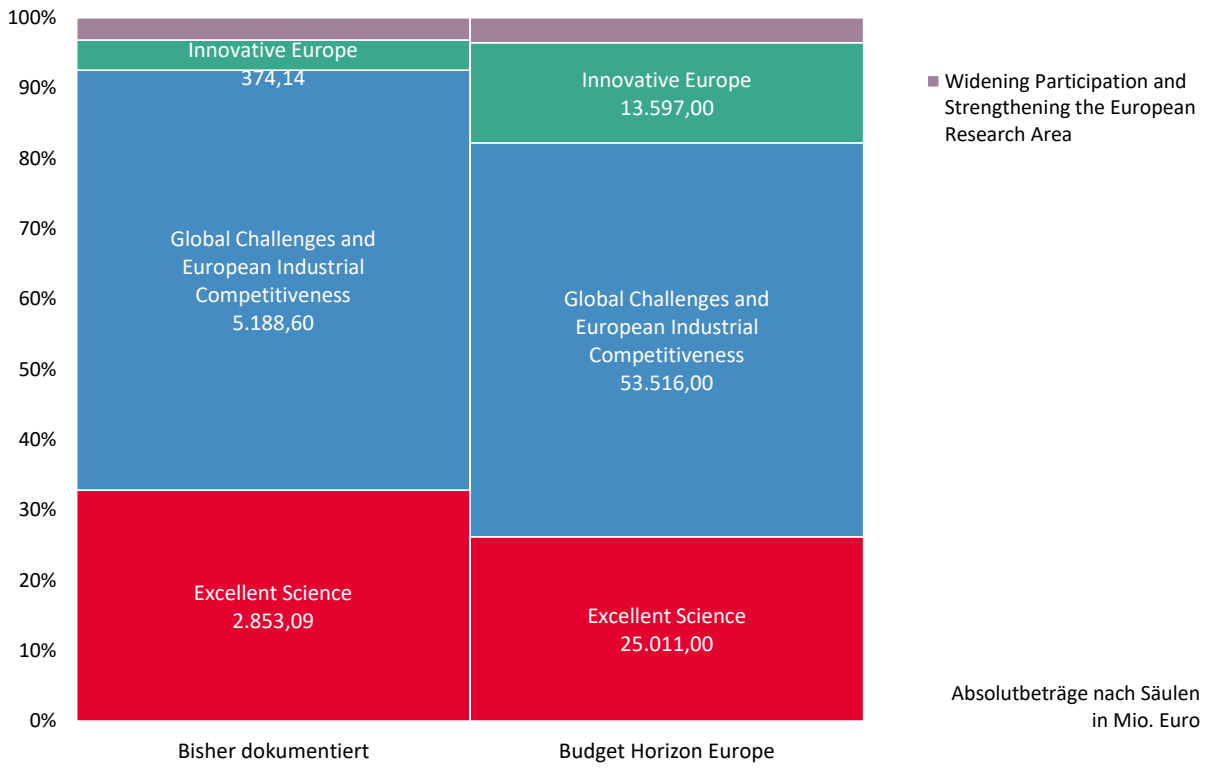 100%
90%
80%
70%
60%
50%
40%
30%
20%
10%
0%
Innovative Europe
374,14
Global Challenges and
European Industrial
Competitiveness
5.188,60
Excellent Science
2.853,09
Innovative Europe
13.597,00
Global Challenges and
European Industrial
Competitiveness
53.516,00
Excellent Science
25.011,00
Bisher dokumentiert
Budget Horizon Europe
Widening Participation and
Strengthening the European
Research Area
Absolutbeträge nach Säulen
in Mio. Euro